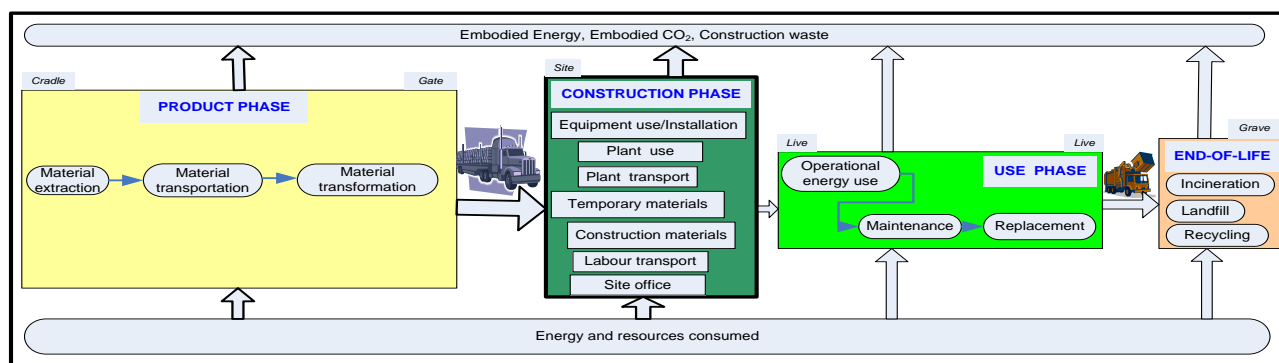 Embodied Energy, Embodied CO₂, Construction waste
Cradle
Gate
PRODUCT PHASE
Material
extraction
Material
transportation
Material
transformation
Site
CONSTRUCTION PHASE
Equipment use/Installation
Plant use
Plant transport
Temporary materials
Construction materials
Labour transport
Site office
Live
Live
USE PHASE
Operational
energy use
Maintenance
Replacement
Grave
END-OF-LIFE
Incineration
Landfill
Recycling
Energy and resources consumed